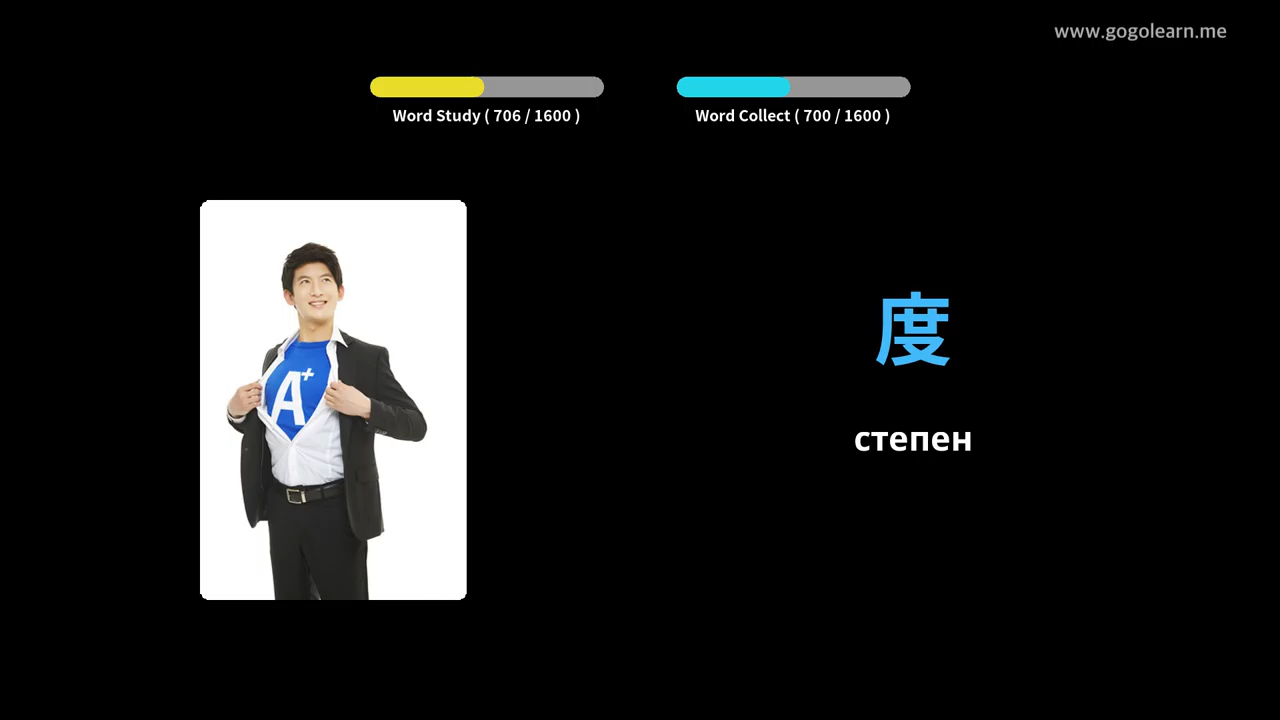 www.gogolearn.me
Word Study ( 706 / 1600 )
Word Collect ( 700 / 1600 )
A+
度
степен